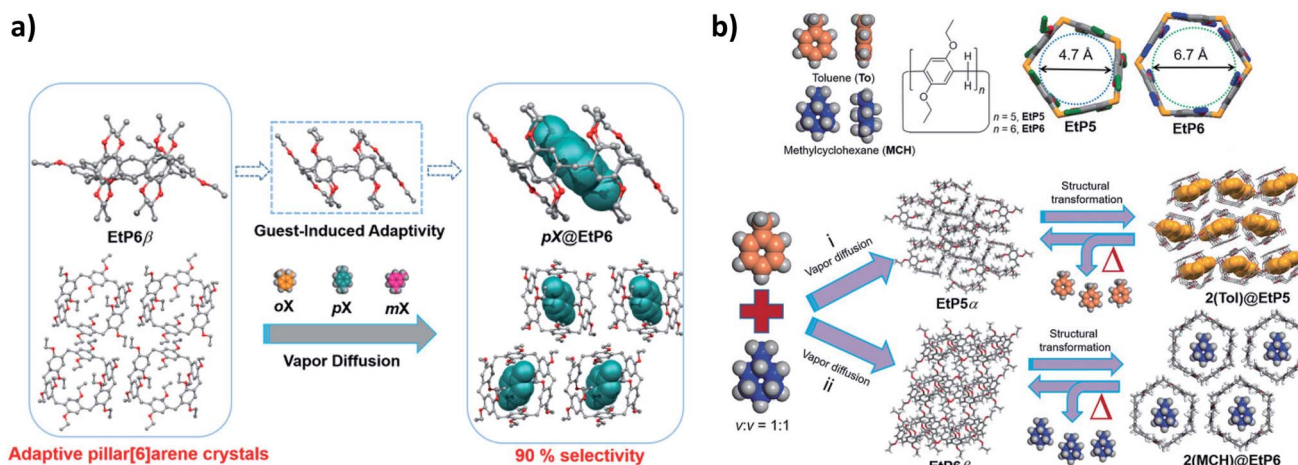 a)
EtP6β
Guest-Induced Adaptivity
pX@EtP6
oX
pX
mX
Vapor Diffusion
Adaptive pillar[6]arene crystals
90 % selectivity
b)
Toluene (To)
Methylcyclohexane (MCH)
O
H
H
n
O
n = 5, EtP5
n = 6, EtP6
4.7 Å
EtP5
6.7 Å
EtP6
i
Vapor diffusion
EtP5α
Structural
transformation
Δ
2(Tol)@EtP5
Vapor diffusion
ii
v:v = 1:1
EtP6β
Structural
transformation
Δ
2(MCH)@EtP6